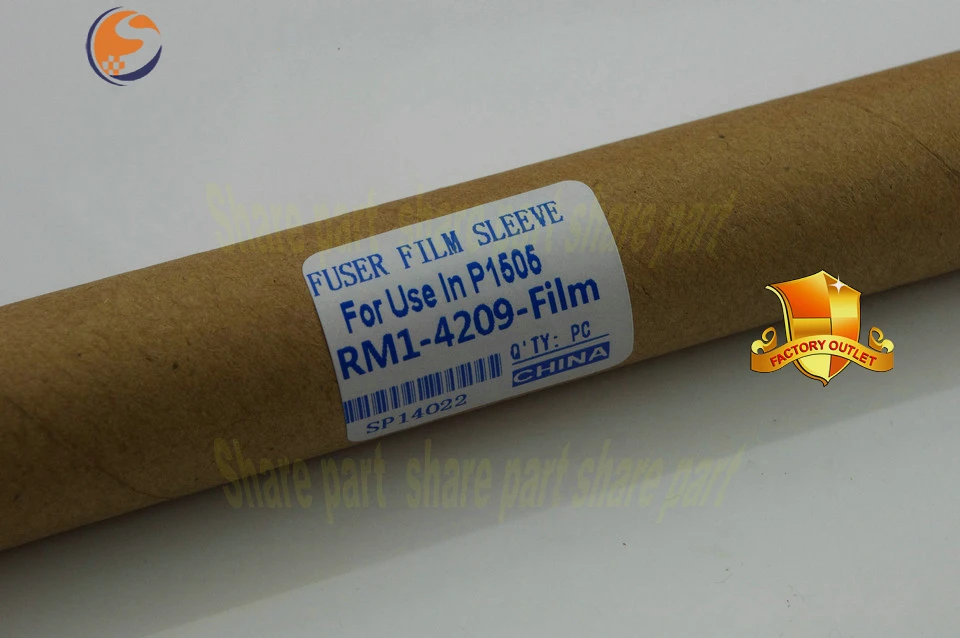 Share part share part share part
FUSER FILM SLEEVE
For Use In P1505
RM1-4209-Film
Q'TY: PC
CHINA
SP14022
FACTORY OUTLET
Share part share part share part